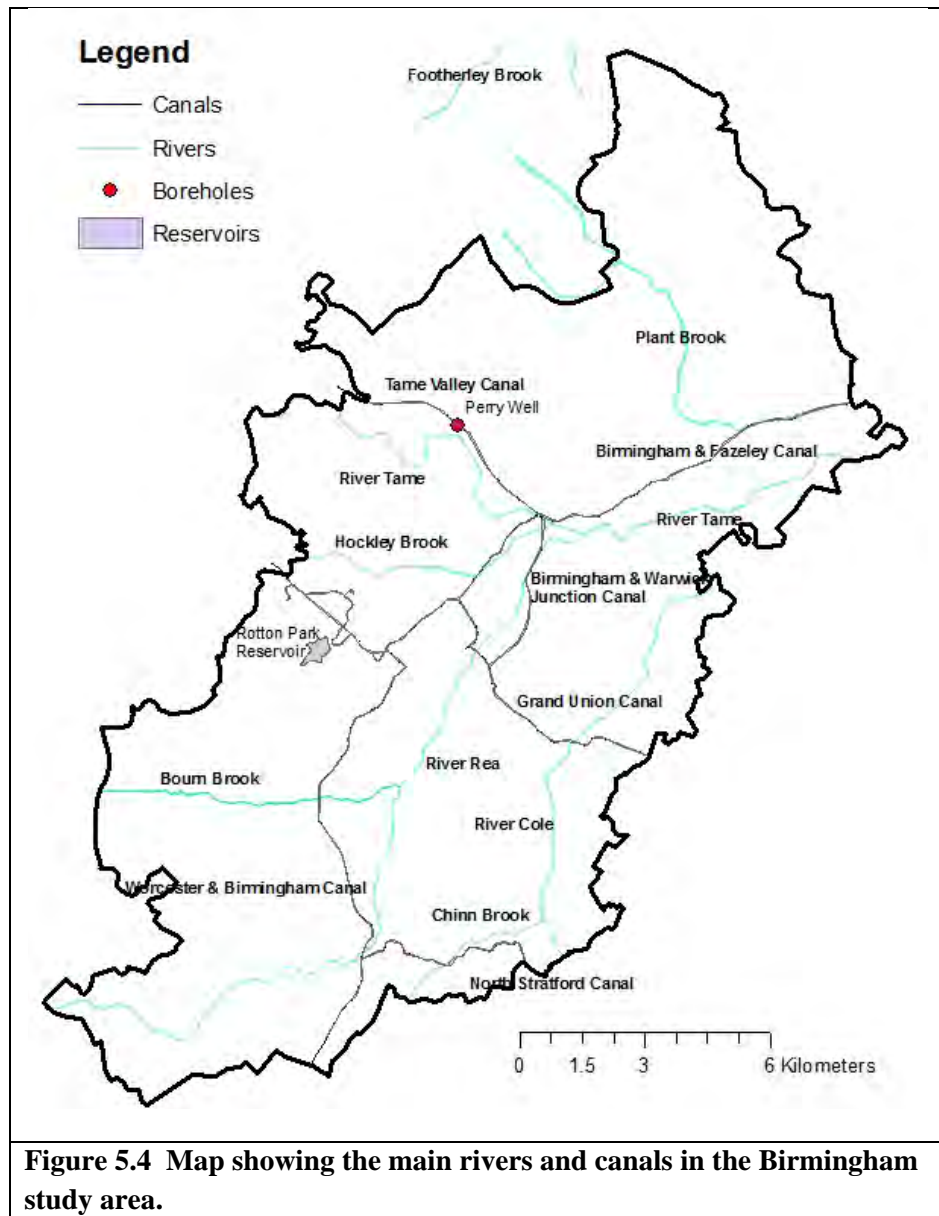 Legend
Canals
Rivers
Boreholes
Reservoirs
Footherley Brook
Plant Brook
Tame Valley Canal
Perry Well
Birmingham & Fazeley Canal
River Tame
River Tame
Hockley Brook
Birmingham & Warwick
Junction Canal
Rotton Park
Reservoir
Grand Union Canal
River Rea
Bourn Brook
River Cole
Worcester & Birmingham Canal
Chinn Brook
North Stratford Canal
0 1.5 3 6 Kilometers
Figure 5.4 Map showing the main rivers and canals in the Birmingham
study area.